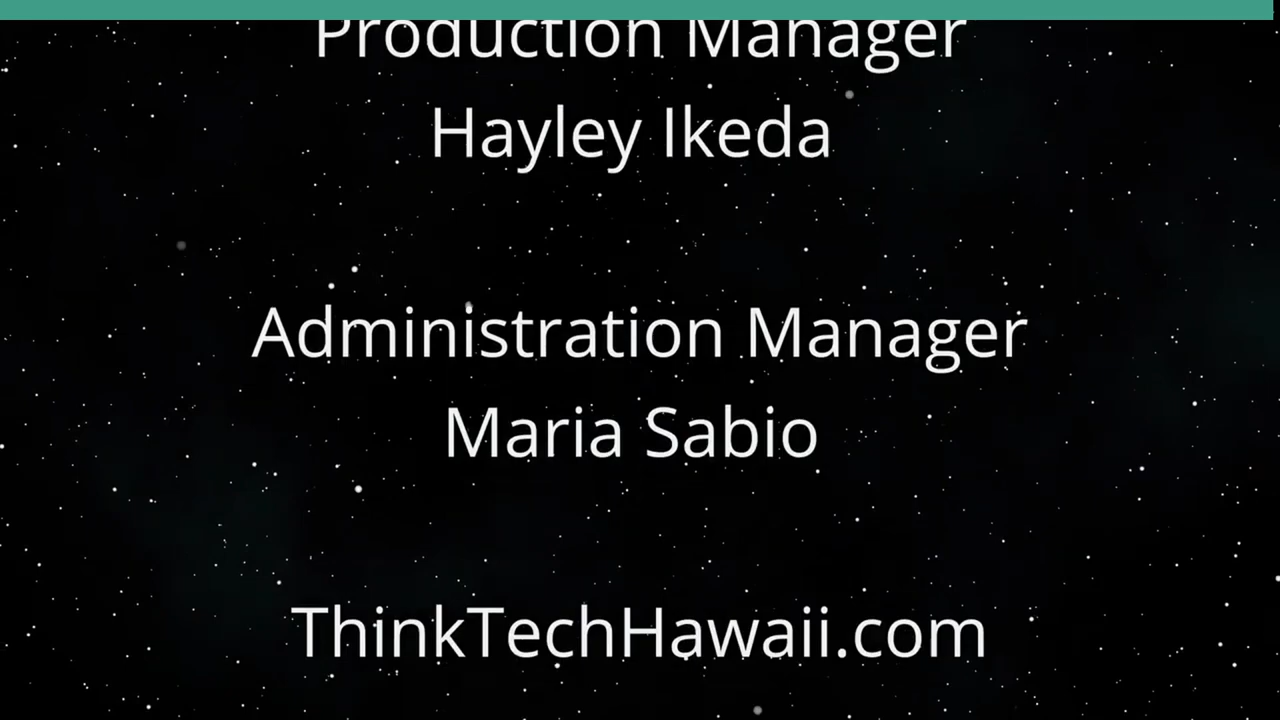 Production Manager
Hayley Ikeda
Administration Manager
Maria Sabio
ThinkTechHawaii.com